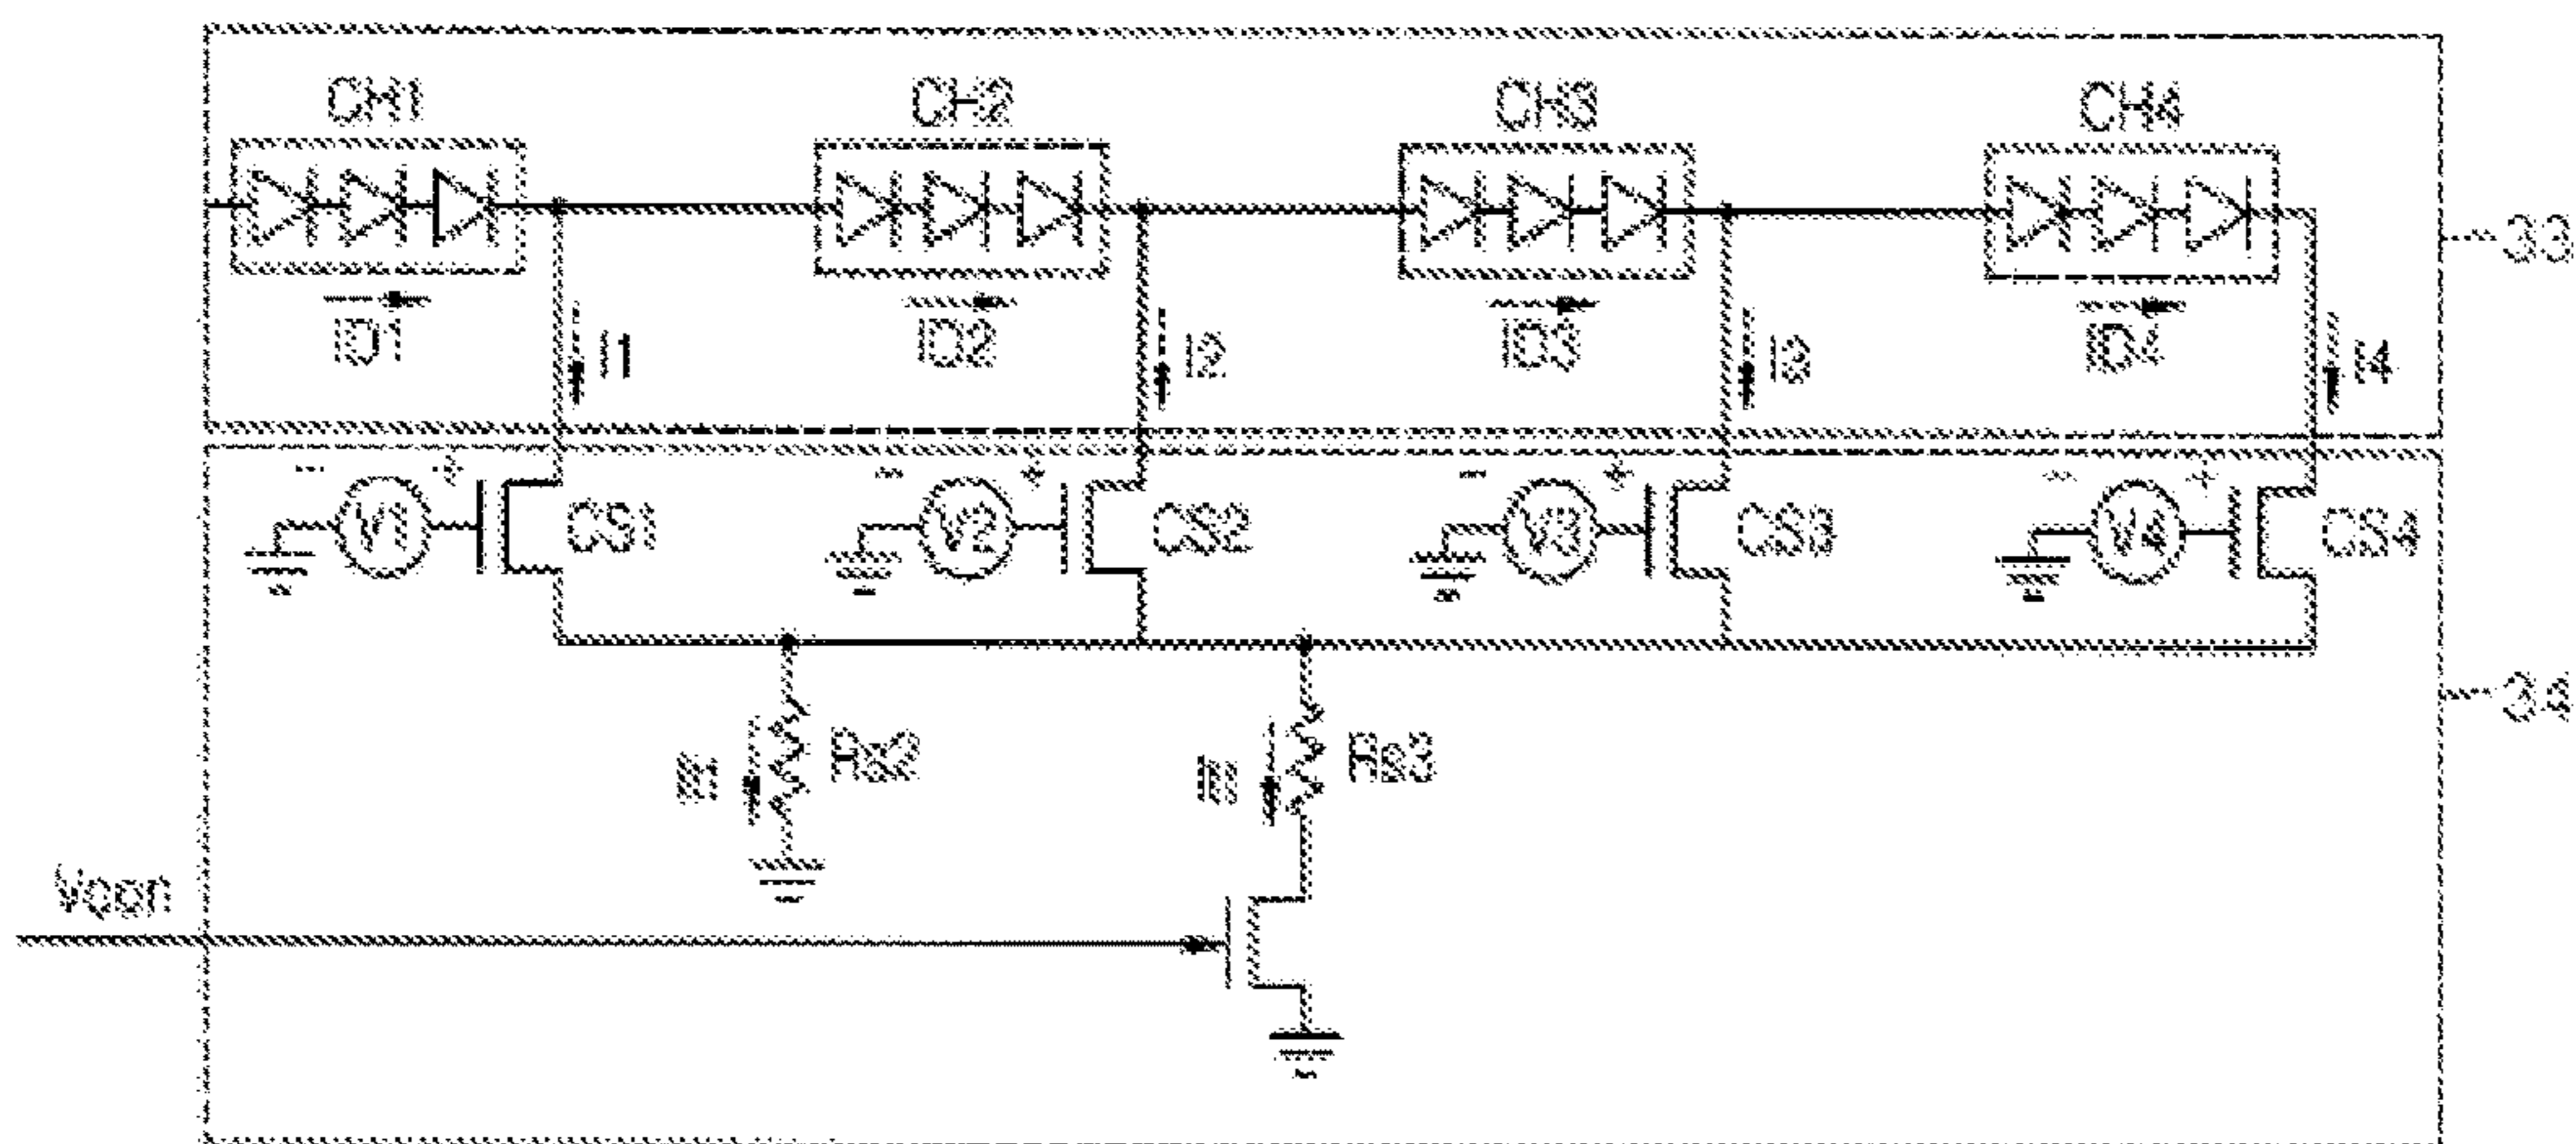 CH1 CH2 CH3 CH4
33
ID1 ID2 ID3 ID4
I1 I2 I3 I4
- + - + - + - +
V1 CS1 V2 CS2 V3 CS3 V4 CS4
34
Rs2 Rs3
Vcon